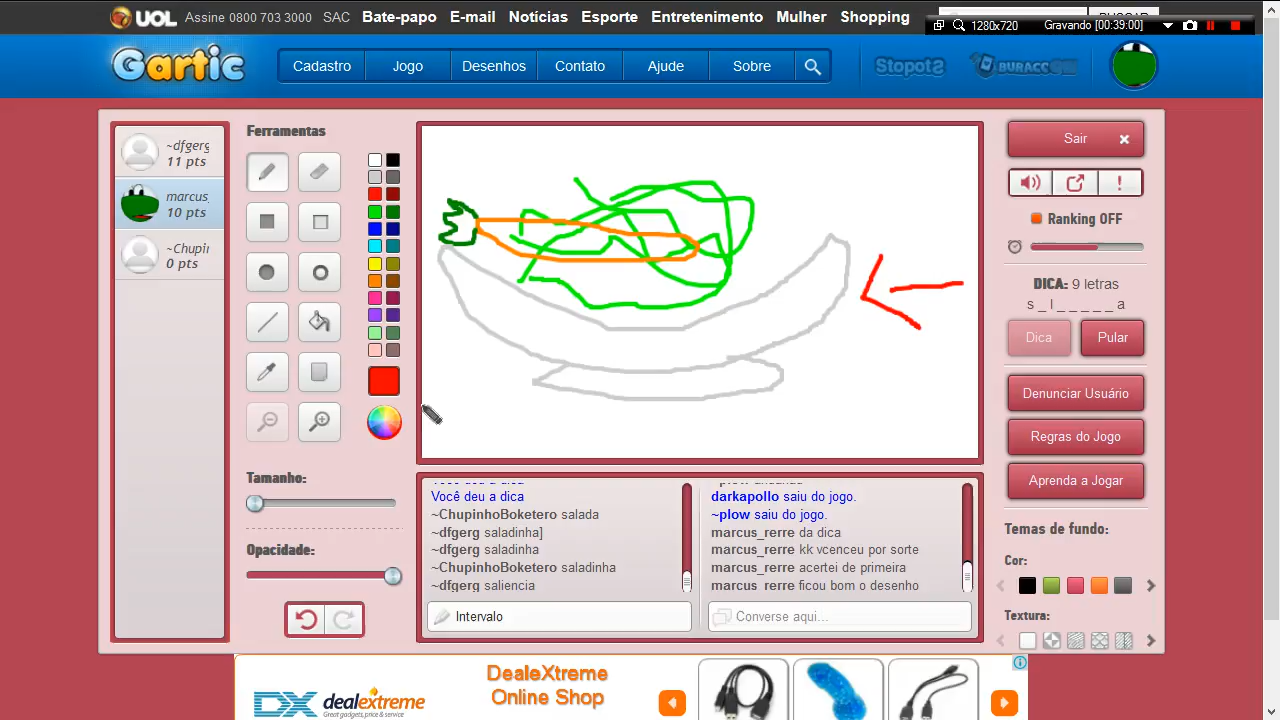 UOL Assine 0800 703 3000 SAC Bate-papo E-mail Notícias Esporte Entretenimento Mulher Shopping
1280x720 Gravando [00:39:00]
Gartic Cadastro Jogo Desenhos Contato Ajuda Sobre StopotS
~dfgerg
11 pts
marcus_
10 pts
~Chupin
0 pts
Ferramentas
Tamanho:
Opacidade:
Sair
Ranking OFF
DICA: 9 letras
s _ l _ _ _ _ _ a
Dica Pular
Denunciar Usuário
Regras do Jogo
Aprenda a Jogar
Temas de fundo:
Cor:
Textura:
Você deu a dica
~ChupinhoBoketero salada
~dfgerg saladinha]
~dfgerg saladinha
~ChupinhoBoketero saladinha
~dfgerg saliencia
Intervalo
darkapollo saiu do jogo.
~plow saiu do jogo.
marcus_rerre da dica
marcus_rerre kk vcenceu por sorte
marcus_rerre acertei de primeira
marcus_rerre ficou bom o desenho
Converse aqui...
DX dealextreme
Great gadgets, price & service
DealeXtreme
Online Shop